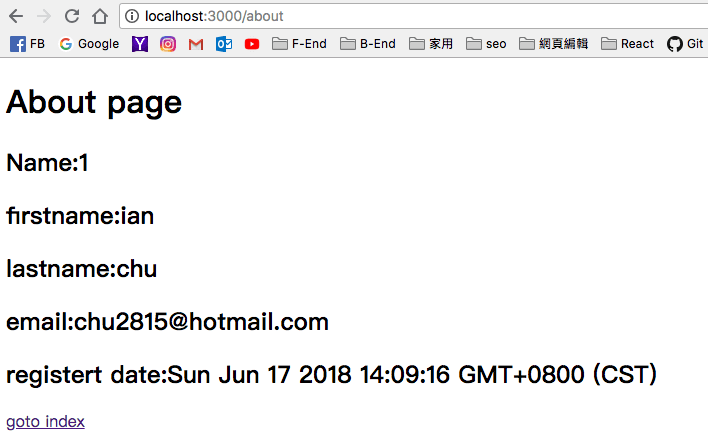 localhost:3000/about
FB Google F-End B-End 家用 seo 網頁編輯 React Git
About page
Name:1
firstname:ian
lastname:chu
email:chu2815@hotmail.com
registert date:Sun Jun 17 2018 14:09:16 GMT+0800 (CST)
goto index